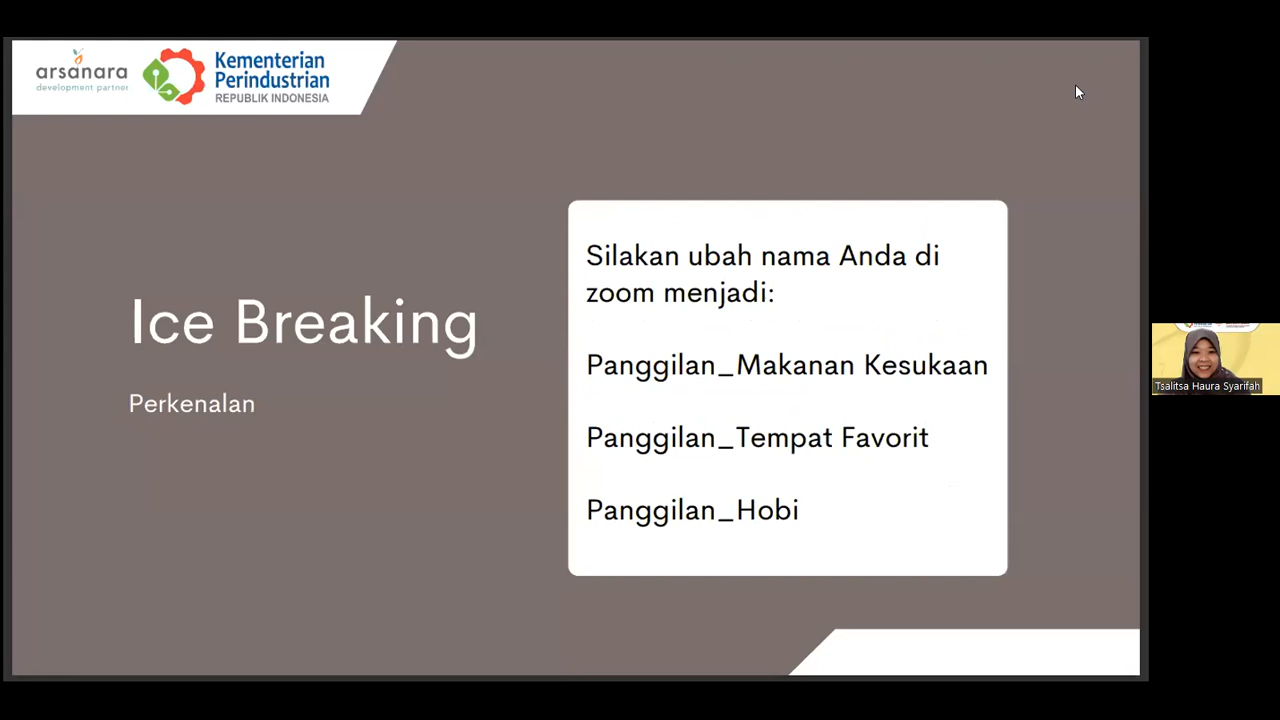 arsanara
development partner
Kementerian
Perindustrian
REPUBLIK INDONESIA
Ice Breaking
Perkenalan
Silakan ubah nama Anda di
zoom menjadi:
Panggilan_Makanan Kesukaan
Panggilan_Tempat Favorit
Panggilan_Hobi
Tsalitsa Haura Syarifah